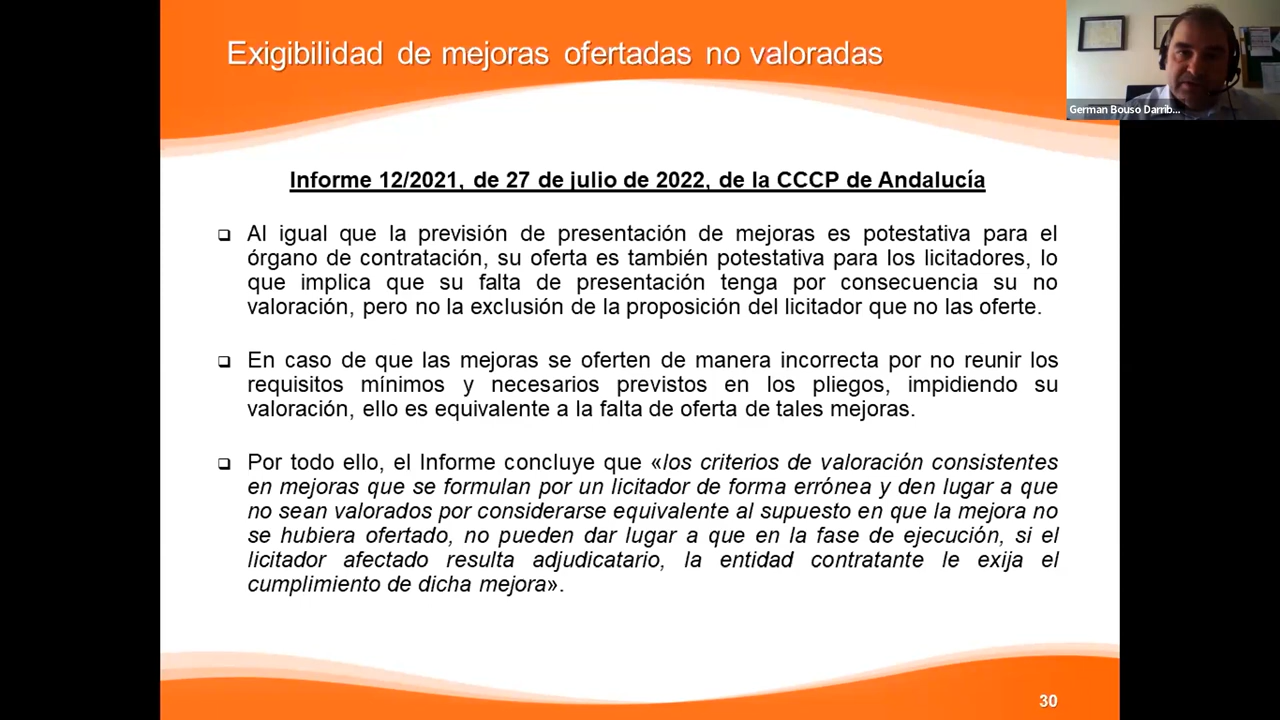 Exigibilidad de mejoras ofertadas no valoradas
German Bouso Darrib...
Informe 12/2021, de 27 de julio de 2022, de la CCCP de Andalucía
❑ Al igual que la previsión de presentación de mejoras es potestativa para el
órgano de contratación, su oferta es también potestativa para los licitadores, lo
que implica que su falta de presentación tenga por consecuencia su no
valoración, pero no la exclusión de la proposición del licitador que no las oferte.
❑ En caso de que las mejoras se oferten de manera incorrecta por no reunir los
requisitos mínimos y necesarios previstos en los pliegos, impidiendo su
valoración, ello es equivalente a la falta de oferta de tales mejoras.
❑ Por todo ello, el Informe concluye que «los criterios de valoración consistentes
en mejoras que se formulan por un licitador de forma errónea y den lugar a que
no sean valorados por considerarse equivalente al supuesto en que la mejora no
se hubiera ofertado, no pueden dar lugar a que en la fase de ejecución, si el
licitador afectado resulta adjudicatario, la entidad contratante le exija el
cumplimiento de dicha mejora».
30